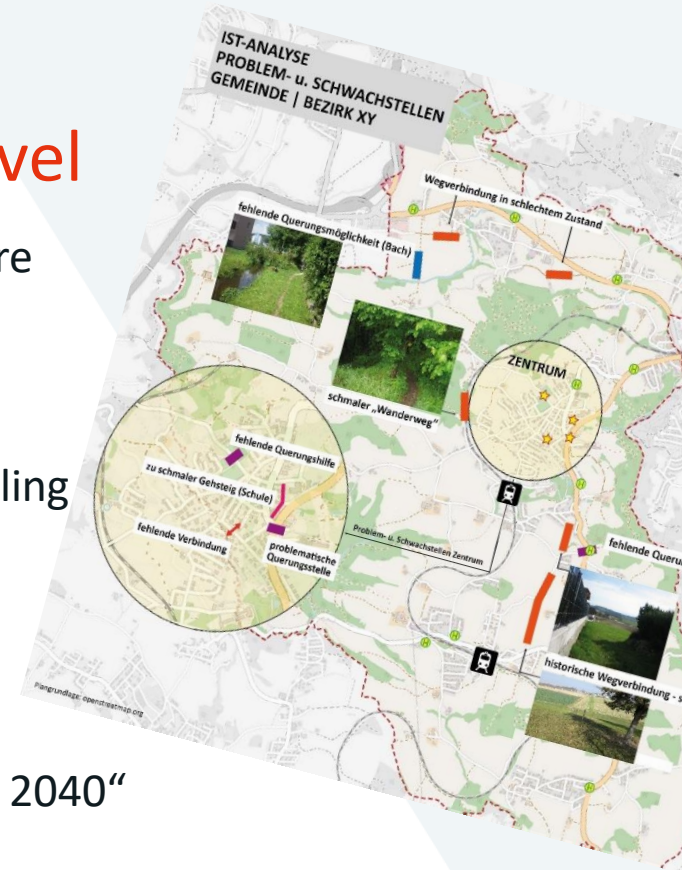 vel
re
ling
2040“
IST-ANALYSE
PROBLEM- u. SCHWACHSTELLEN
GEMEINDE | BEZIRK XY
Wegverbindung in schlechtem Zustand
fehlende Querungsmöglichkeit (Bach)
schmaler „Wanderweg"
ZENTRUM
H
H
H
H
H
H
H
H
H
H
fehlende Querungshilfe
zu schmaler Gehsteig (Schule)
fehlende Verbindung
problematische
Querungsstelle
Problem- u. Schwachstellen Zentrum
fehlende Queru
historische Wegverbindung - s
Plangrundlage: openstreetmap.org